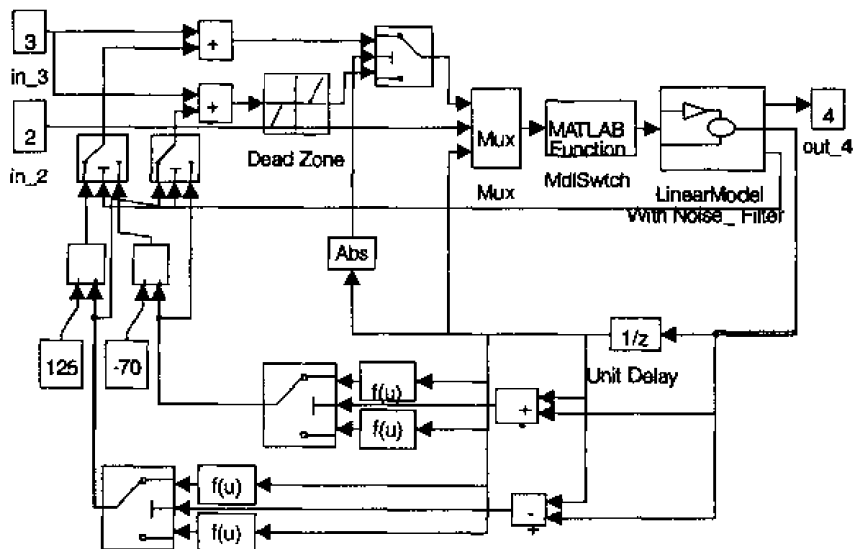 3
in_3
+
+
2
in_2
Dead Zone
Mux
Mux
MATLAB
Function
MdlSwtch
LinearModel
With Noise_ Filter
4
out_4
Abs
125
-70
1/z
Unit Delay
f(u)
f(u)
+
-
f(u)
f(u)
-
+